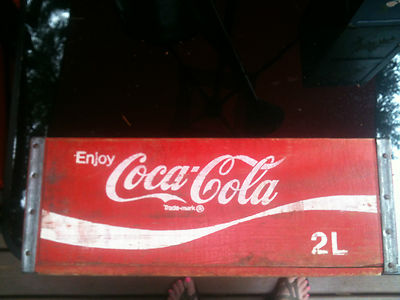 Enjoy
Coca-Cola
Trade-mark ®
2L